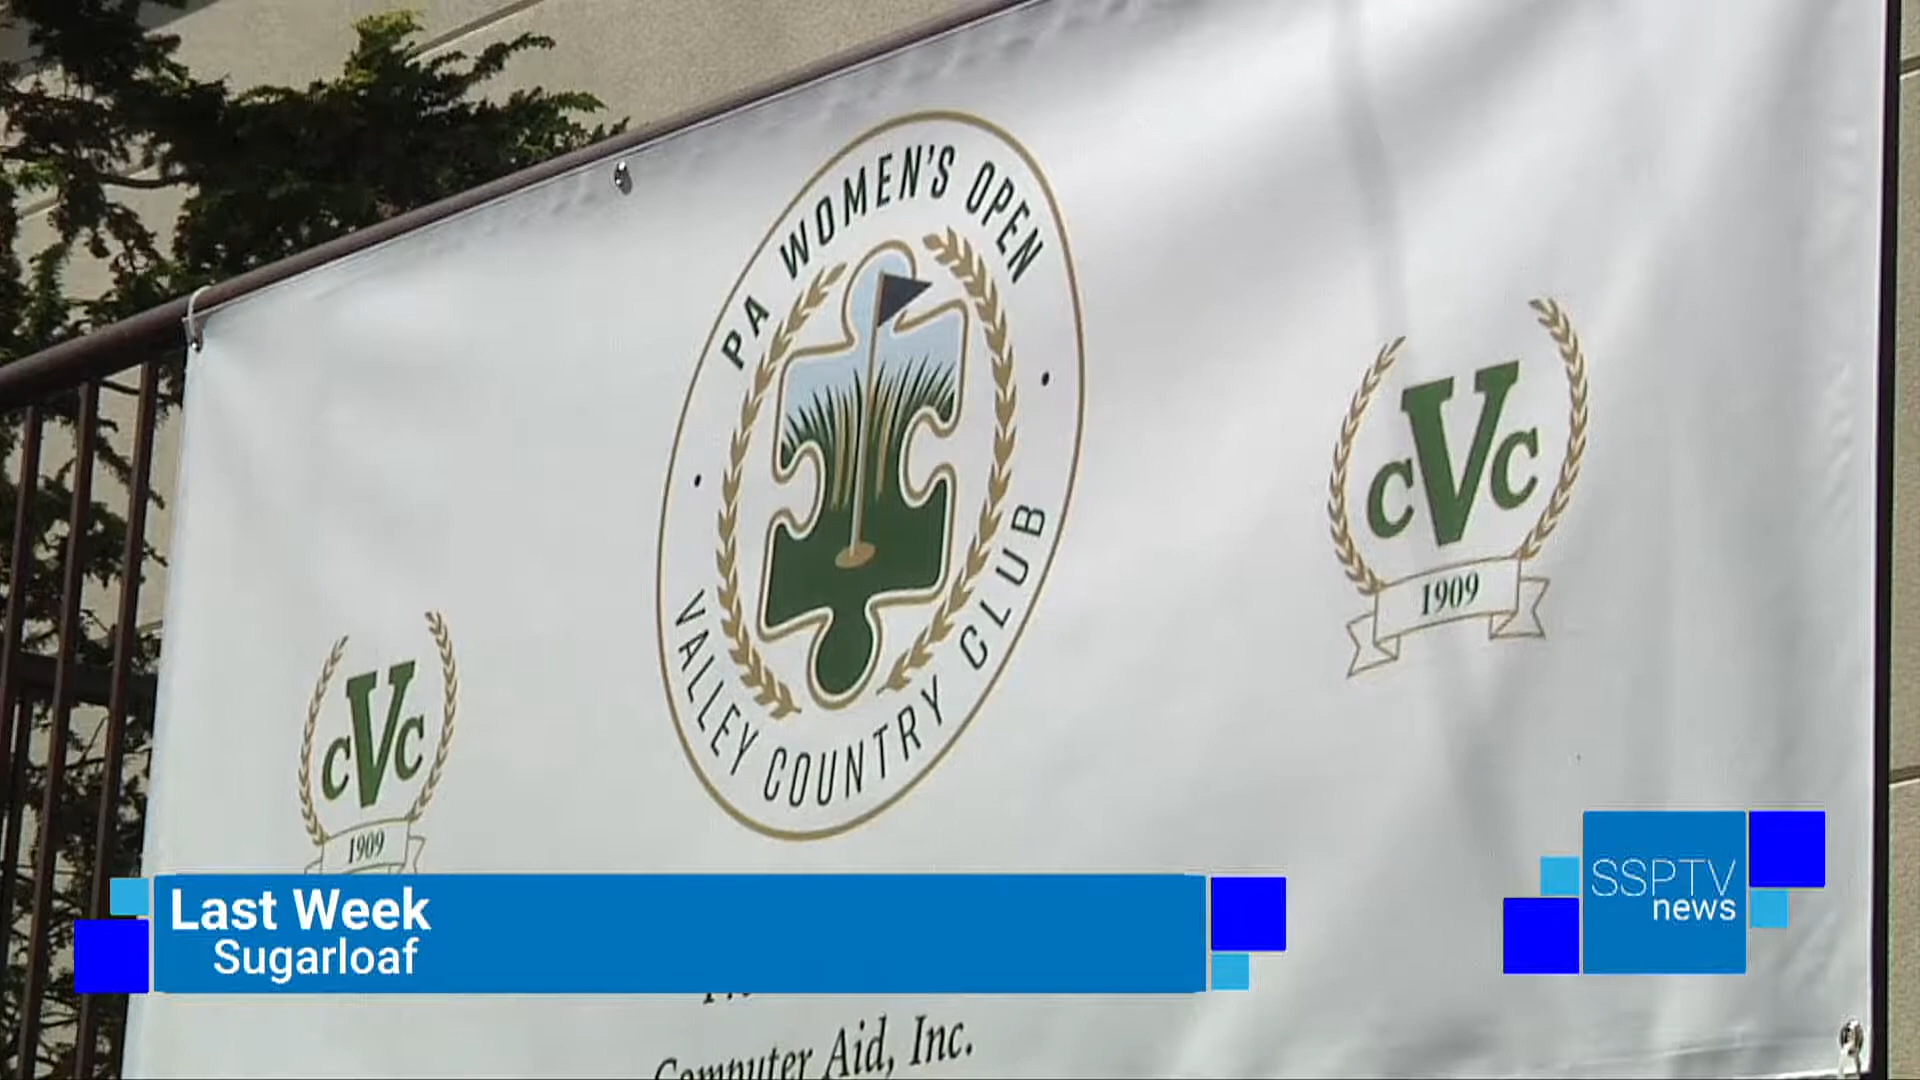 PA WOMEN'S OPEN
VALLEY COUNTRY CLUB
CVC
1909
CVC
1909
Last Week
Sugarloaf
SSPTV
news
Computer Aid, Inc.